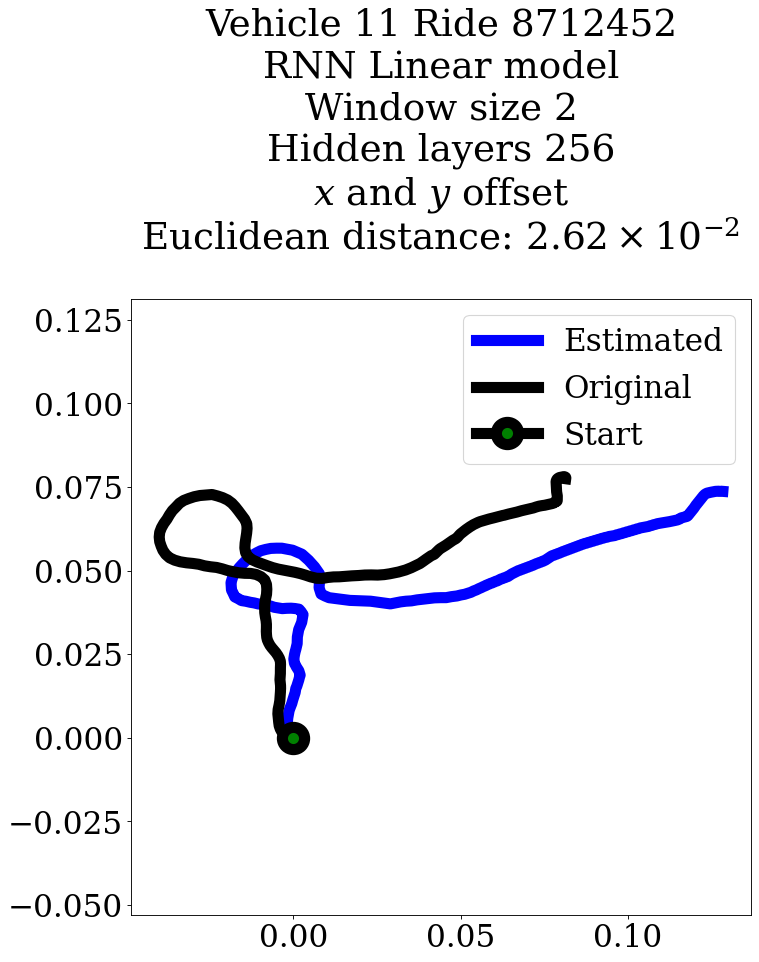 Vehicle 11 Ride 8712452
RNN Linear model
Window size 2
Hidden layers 256
x and y offset
Euclidean distance: 2.62 × 10⁻²
Estimated
Original
Start
0.125
0.100
0.075
0.050
0.025
0.000
−0.025
−0.050
0.00 0.05 0.10